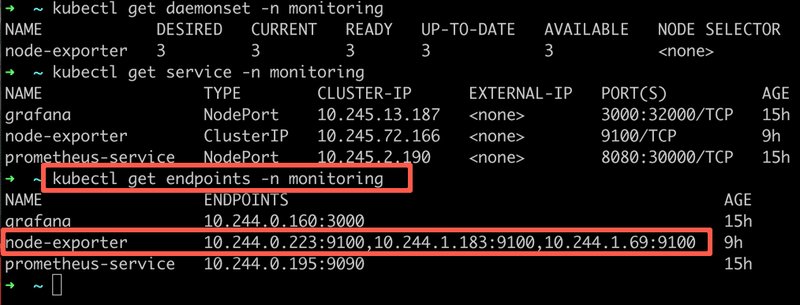 ➜ ~ kubectl get daemonset -n monitoring
NAME DESIRED CURRENT READY UP-TO-DATE AVAILABLE NODE SELECTOR
node-exporter 3 3 3 3 3 <none>
➜ ~ kubectl get service -n monitoring
NAME TYPE CLUSTER-IP EXTERNAL-IP PORT(S) AGE
grafana NodePort 10.245.13.187 <none> 3000:32000/TCP 15h
node-exporter ClusterIP 10.245.72.166 <none> 9100/TCP 9h
prometheus-service NodePort 10.245.2.190 <none> 8080:30000/TCP 15h
➜ ~ kubectl get endpoints -n monitoring
NAME ENDPOINTS AGE
grafana 10.244.0.160:3000 15h
node-exporter 10.244.0.223:9100,10.244.1.183:9100,10.244.1.69:9100 9h
prometheus-service 10.244.0.195:9090 15h
➜ ~